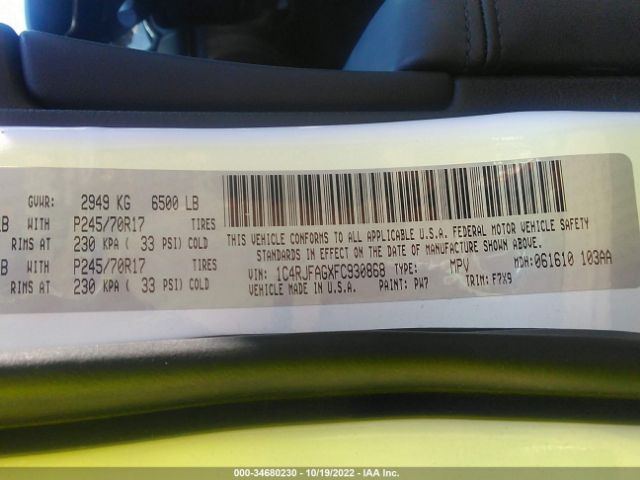 GVWR: 2949 KG 6500 LB
LB WITH P245/70R17 TIRES
RIMS AT 230 KPA ( 33 PSI) COLD
LB WITH P245/70R17 TIRES
RIMS AT 230 KPA ( 33 PSI) COLD
THIS VEHICLE CONFORMS TO ALL APPLICABLE U.S.A. FEDERAL MOTOR VEHICLE SAFETY
STANDARDS IN EFFECT ON THE DATE OF MANUFACTURE SHOWN ABOVE.
VIN: 1C4RJFAGXFC930868 TYPE: MPV MDH:061610 103AA
VEHICLE MADE IN U.S.A. PAINT: PW7 TRIM: F7X9
000-34680230 - 10/19/2022 - IAA Inc.